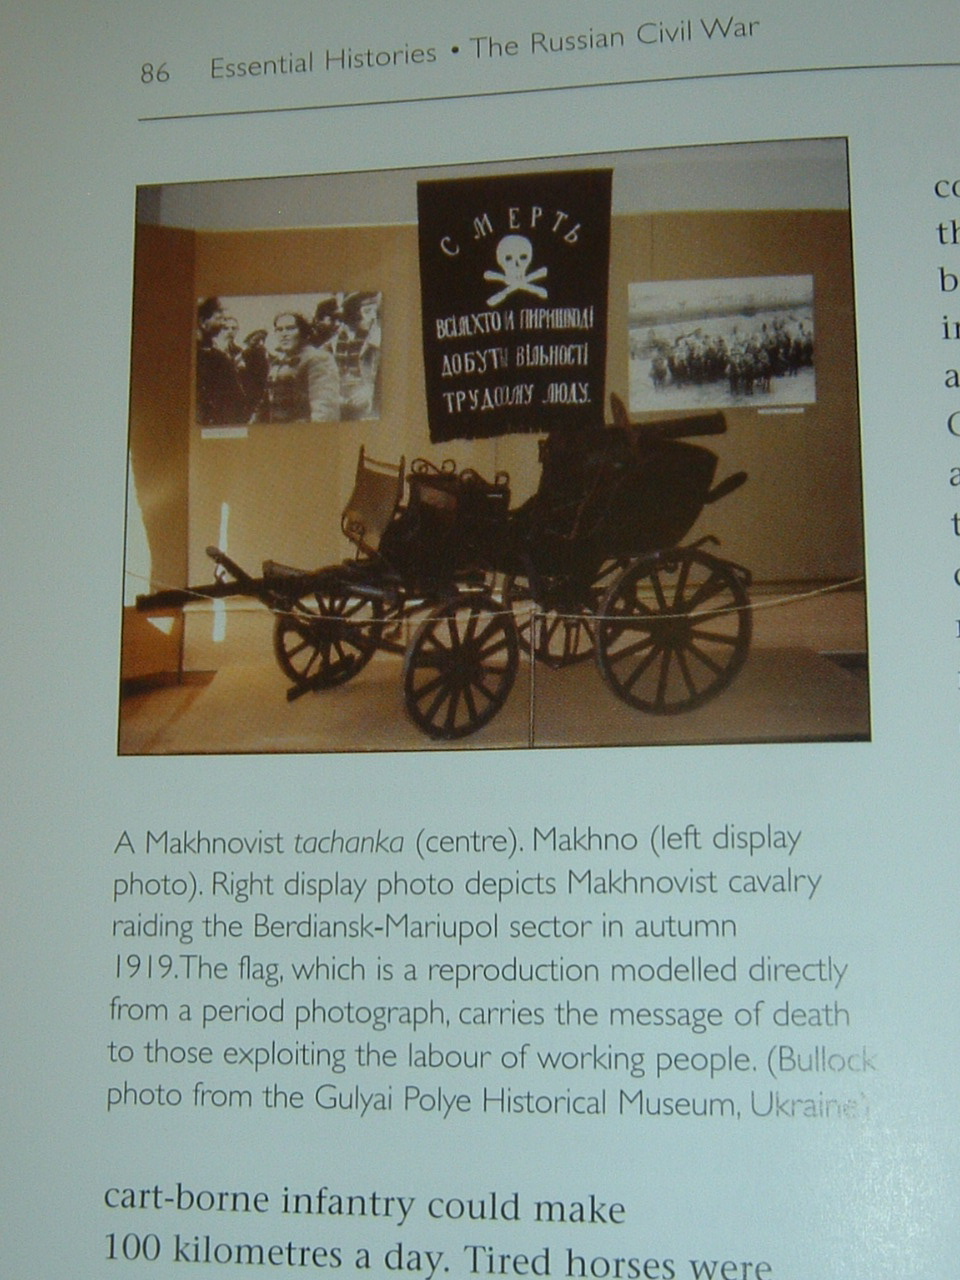 86 Essential Histories • The Russian Civil War
СМЕРТЬ
ВСІМ, ХТО
ДОБУТИ ВІЛЬНОСТІ
ТРУДОВМУ ЛЮДУ.
A Makhnovist tachanka (centre). Makhno (left display
photo). Right display photo depicts Makhnovist cavalry
raiding the Berdiansk-Mariupol sector in autumn
1919.The flag, which is a reproduction modelled directly
from a period photograph, carries the message of death
to those exploiting the labour of working people. (Bullock
photo from the Gulyai Polye Historical Museum, Ukraine)
cart-borne infantry could make
100 kilometres a day. Tired horses were